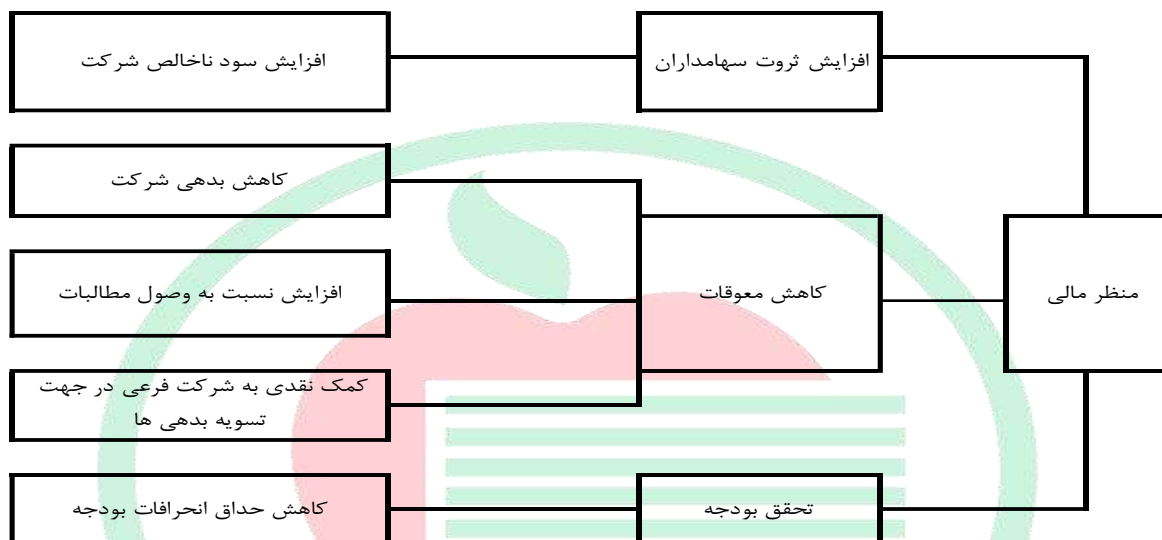 افزایش ثروت سهامداران
افزایش سود ناخالص شرکت
منظر مالی
کاهش معوقات
کاهش بدهی شرکت
افزایش نسبت به وصول مطالبات
کمک نقدی به شرکت فرعی در جهت
تسویه بدهی ها
تحقق بودجه
کاهش حداق انحرافات بودجه